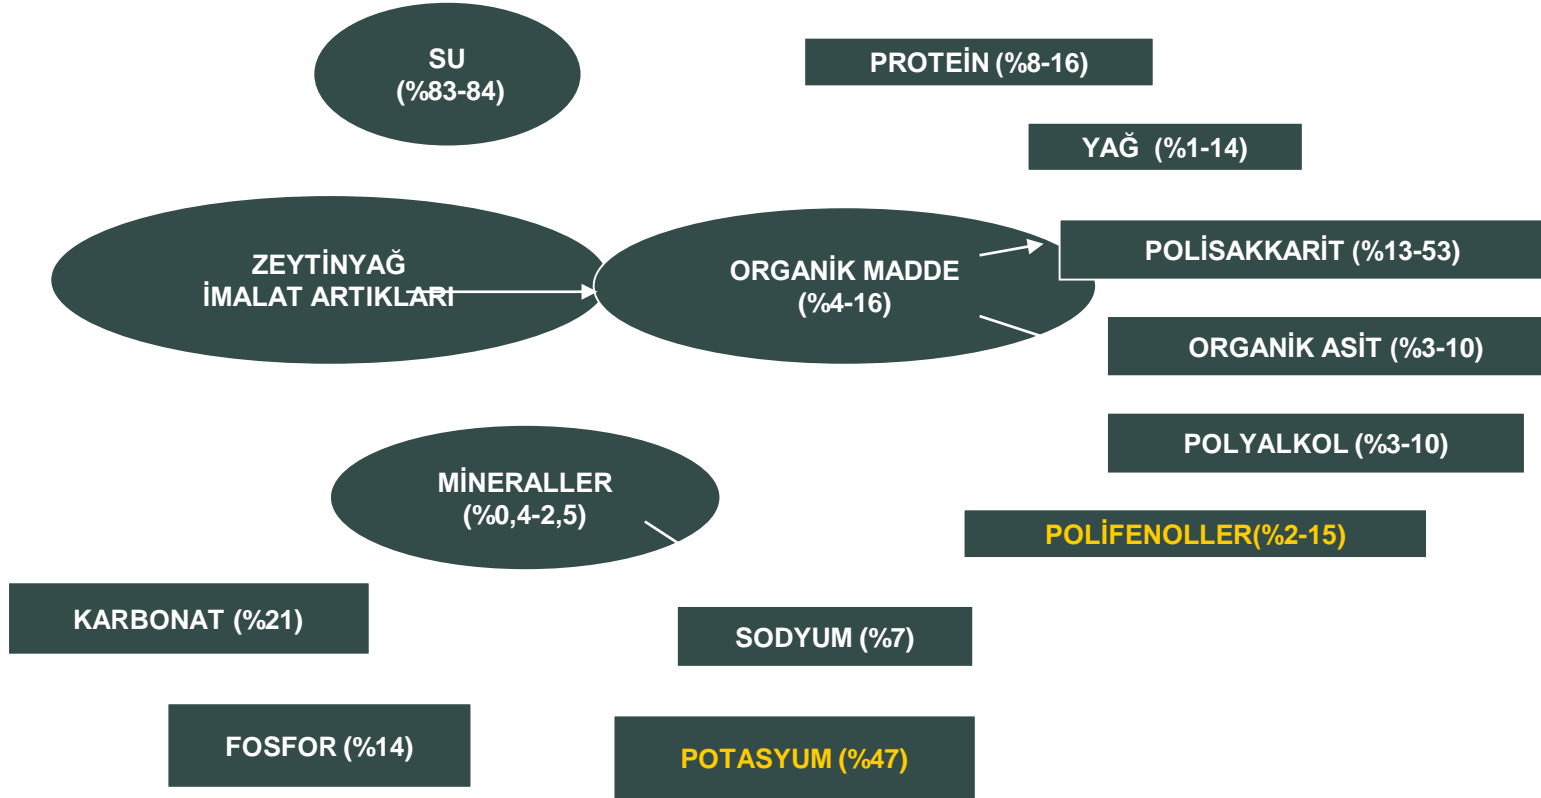 SU
(%83-84)
PROTEİN (%8-16)
YAĞ  (%1-14)
ZEYTİNYAĞ
İMALAT ARTIKLARI
ORGANİK MADDE
(%4-16)
POLİSAKKARİT (%13-53)
ORGANİK ASİT (%3-10)
POLYALKOL (%3-10)
MİNERALLER
(%0,4-2,5)
POLİFENOLLER(%2-15)
KARBONAT (%21)
SODYUM (%7)
FOSFOR (%14)
POTASYUM (%47)